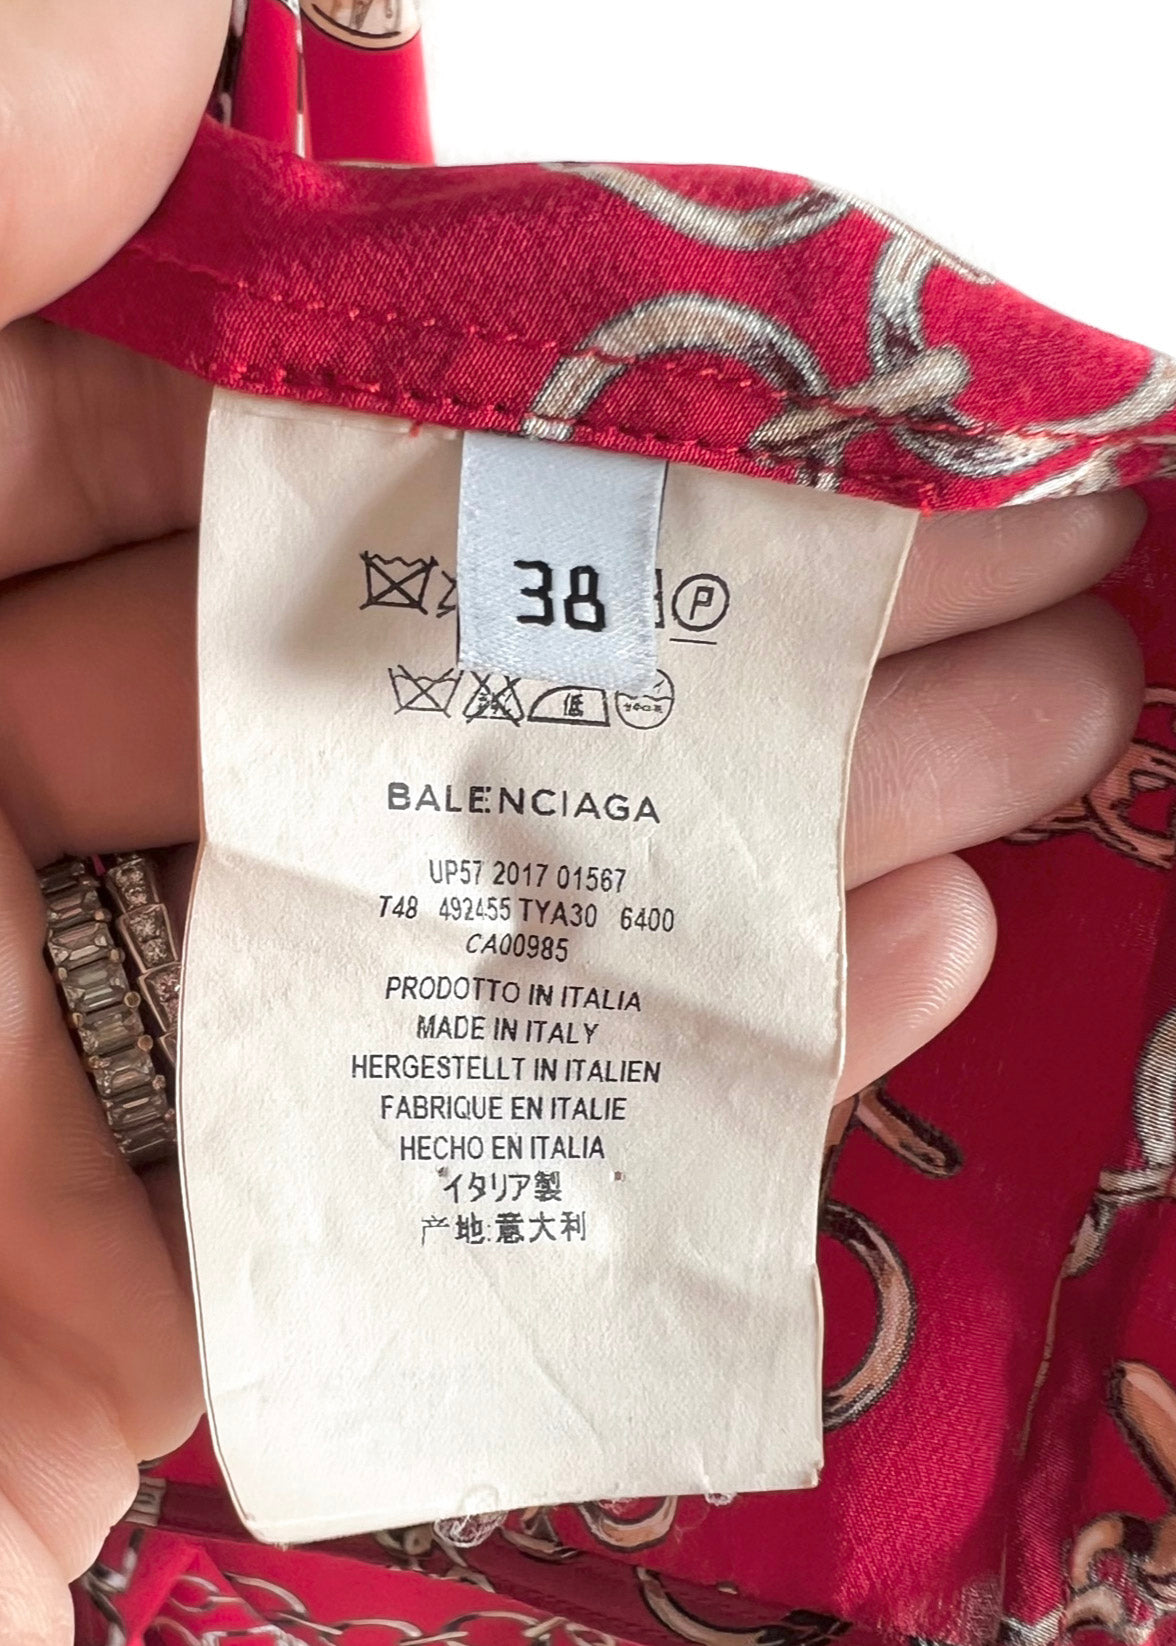 38
P
低
BALENCIAGA
UP57 2017 01567
T48 492455 TYA30 6400
CA00985
PRODOTTO IN ITALIA
MADE IN ITALY
HERGESTELLT IN ITALIEN
FABRIQUE EN ITALIE
HECHO EN ITALIA
イタリア製
产地:意大利